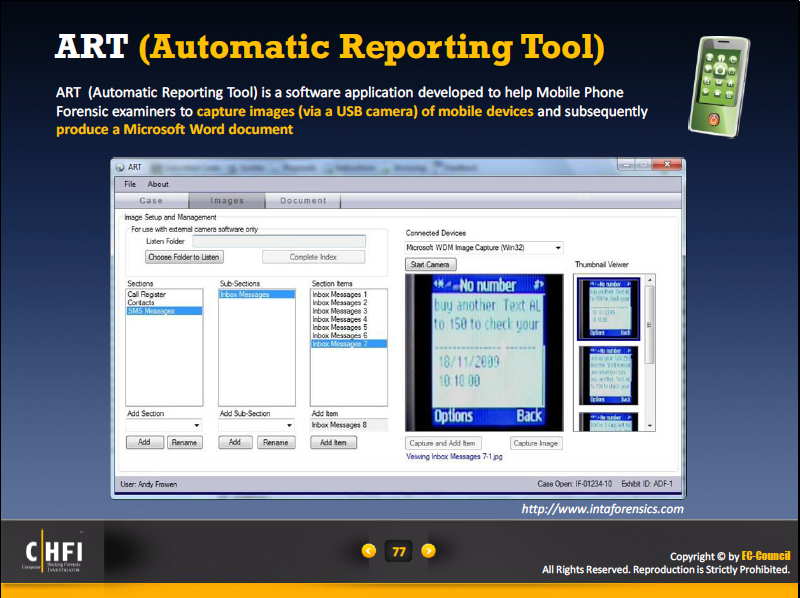 ART (Automatic Reporting Tool)
ART (Automatic Reporting Tool) is a software application developed to help Mobile Phone
Forensic examiners to capture images (via a USB camera) of mobile devices and subsequently
produce a Microsoft Word document
ART
File About
Case Images Document
Image Setup and Management
For use with external camera software only
Listen Folder
Choose Folder to Listen Complete Index
Connected Devices
Microsoft WDM Image Capture (Win32)
Start Camera
Thumbnail Viewer
Sections Sub-Sections Section Items
Call Register
Contacts
SMS Messages
Inbox Messages
Inbox Messages 1
Inbox Messages 2
Inbox Messages 3
Inbox Messages 4
Inbox Messages 5
Inbox Messages 6
Inbox Messages 7
No number
buy another. Text AL
to 150 to check your
18/11/2009
10:10:00
Options Back
Add Section Add Sub-Section Add Item
Inbox Messages 8
Add Rename Add Rename Add Item
Capture and Add Item Capture Image
Veiwing Inbox Messages 7-1.jpg
User: Andy Frowen
Case Open: IF-01234-10 Exhibit ID: ADF-1
http://www.intaforensics.com
CHFI
Computer Hacking Forensic
INVESTIGATOR
77
Copyright © by EC-Council
All Rights Reserved. Reproduction is Strictly Prohibited.